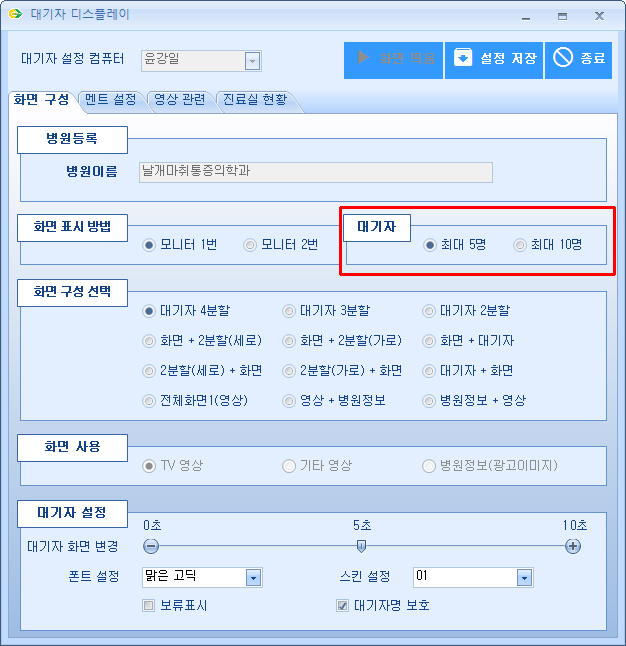 대기자 디스플레이
대기자 설정 컴퓨터 윤강일 설정 저장 종료
화면 구성 멘트 설정 영상 관련 진료실 현황
병원등록
병원이름 날개마취통증의학과
화면 표시 방법 대기자
모니터 1번 모니터 2번 최대 5명 최대 10명
화면 구성 선택
대기자 4분할 대기자 3분할 대기자 2분할
화면 + 2분할(세로) 화면 + 2분할(가로) 화면 + 대기자
2분할(세로) + 화면 2분할(가로) + 화면 대기자 + 화면
전체화면1(영상) 영상 + 병원정보 병원정보 + 영상
화면 사용
TV 영상 기타 영상 병원정보(광고이미지)
대기자 설정
0초 5초 10초
대기자 화면 변경
폰트 설정 맑은 고딕 스킨 설정 01
보류표시 대기자명 보호